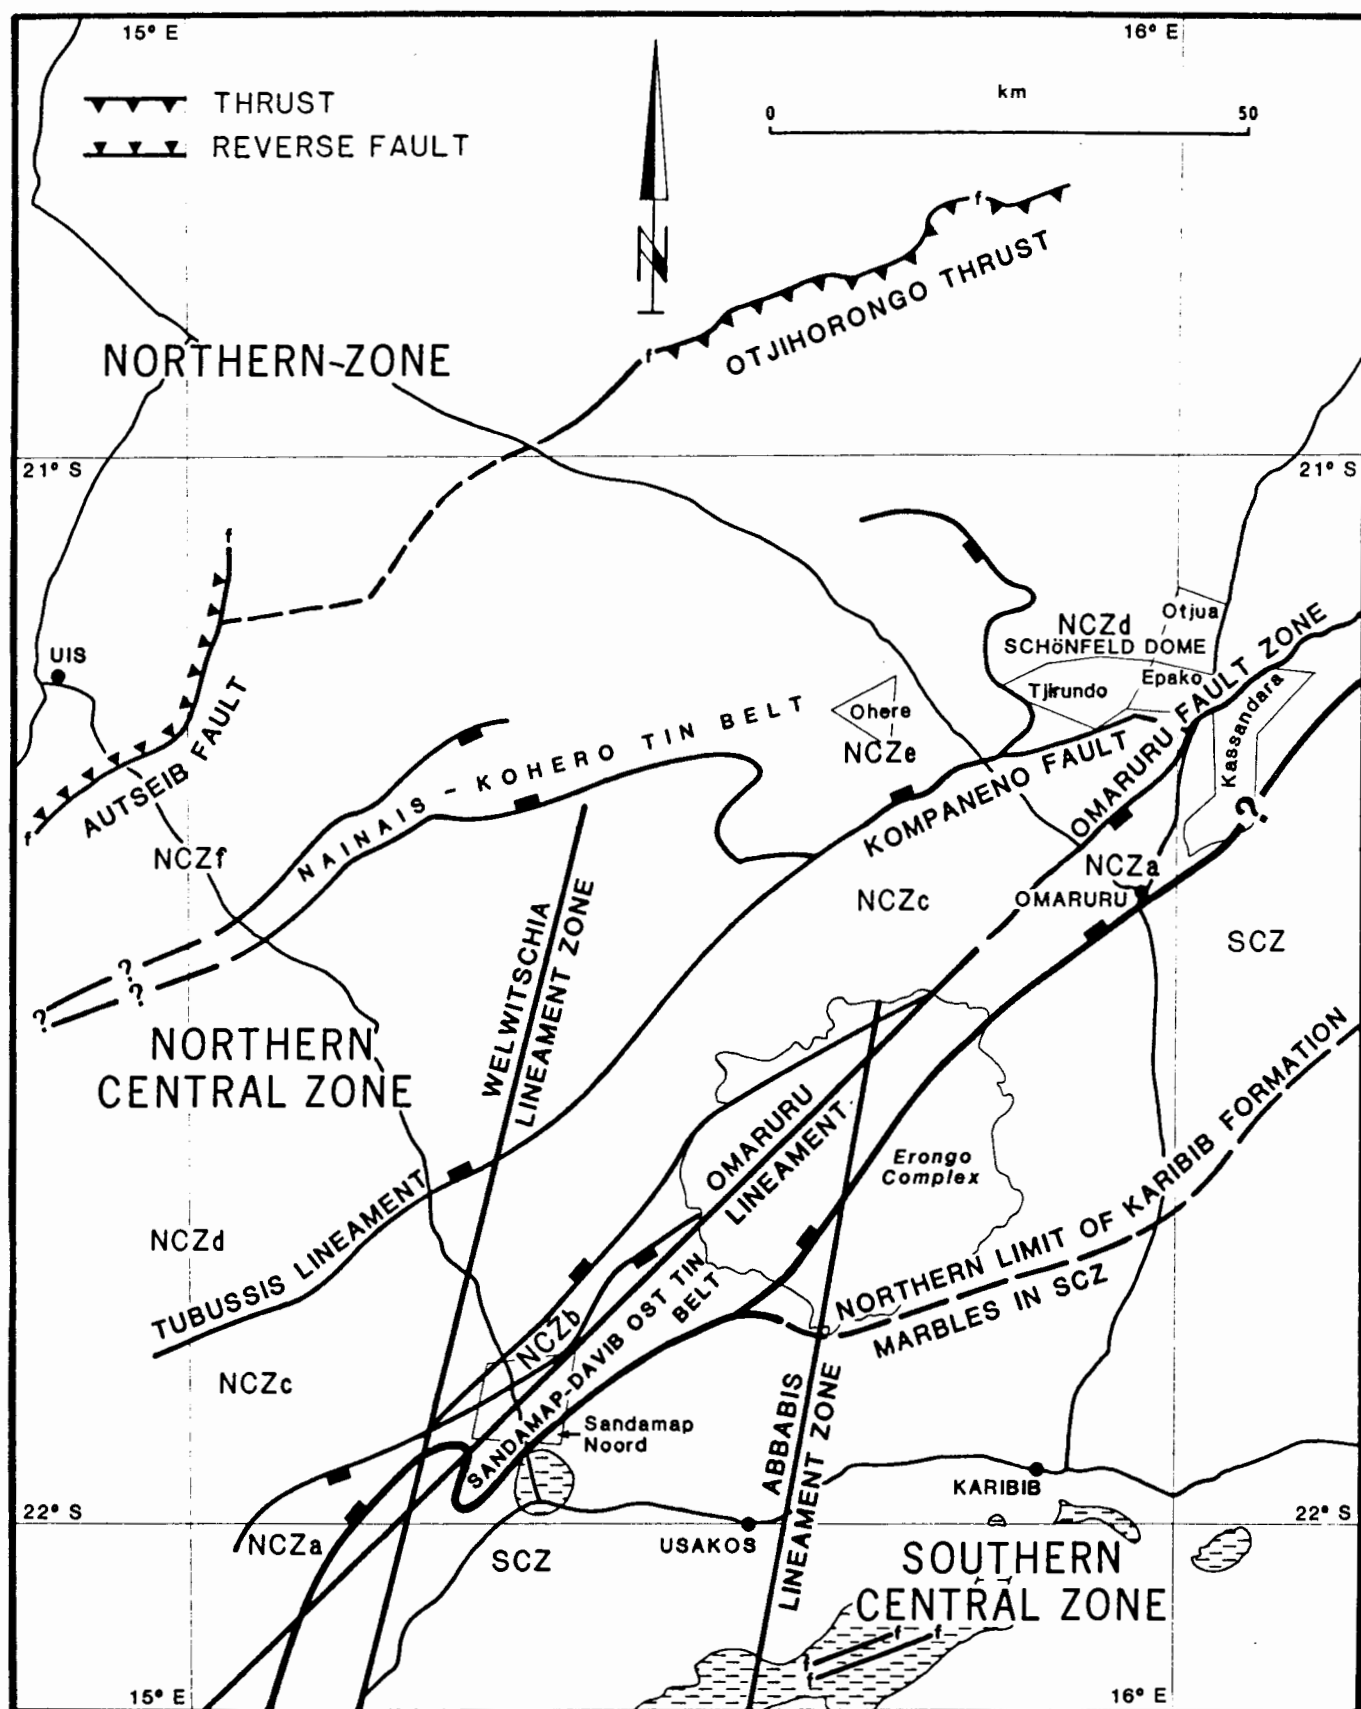 15° E
16° E
THRUST
REVERSE FAULT
km
0
50
N
f
f
OTJIHORONGO THRUST
NORTHERN-ZONE
21° S
21° S
f
UIS
AUTSEIB FAULT
f
NCZf
NAINAIS - KOHERO TIN BELT
NCZd
SCHÖNFELD DOME
Otjua
Epako
Tjirundo
Ohere
NCZe
KOMPANENO FAULT
OMARURU FAULT ZONE
Kassandara
?
NCZa
OMARURU
NCZc
SCZ
?
?
?
NORTHERN
CENTRAL ZONE
WELWITSCHIA
LINEAMENT ZONE
OMARURU
LINEAMENT
Erongo
Complex
NORTHERN LIMIT OF KARIBIB FORMATION
MARBLES IN SCZ
NCZd
TUBUSSIS LINEAMENT
NCZc
NCZb
SANDAMAP-DAVIB OST TIN
BELT
Sandamap
Noord
ABBABIS
LINEAMENT ZONE
KARIBIB
22° S
22° S
NCZa
SCZ
USAKOS
SOUTHERN
CENTRAL ZONE
f
f
f
f
15° E
16° E